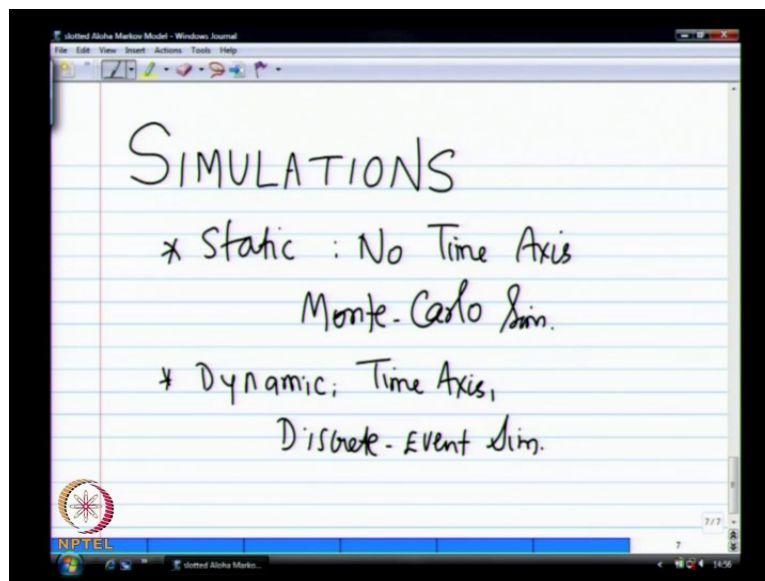 slotted Aloha Markov Model - Windows Journal
File Edit View Insert Actions Tools Help
SIMULATIONS
* Static : No Time Axis
Monte-Carlo Sim.
* Dynamic; Time Axis,
Discrete-Event Sim.
7/7
7
NPTEL
slotted Aloha Marko...
14:56